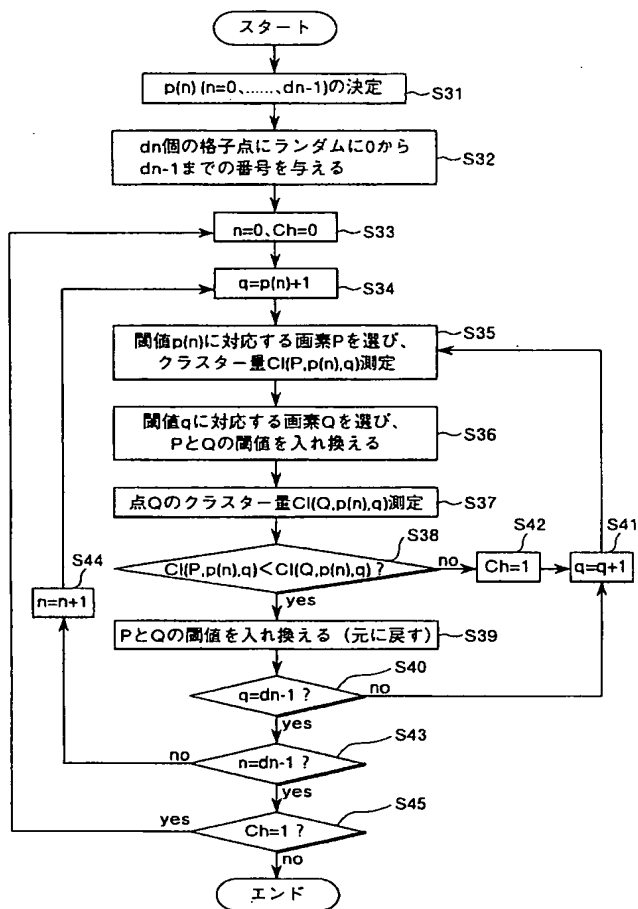 スタート
p(n) (n=0、……、dn-1)の決定
S31
dn個の格子点にランダムに0から
dn-1までの番号を与える
S32
n=0、Ch=0
S33
q=p(n)+1
S34
閾値p(n)に対応する画素Pを選び、
クラスター量Cl(P,p(n),q)測定
S35
閾値qに対応する画素Qを選び、
PとQの閾値を入れ換える
S36
点Qのクラスター量Cl(Q,p(n),q)測定
S37
Cl(P,p(n),q)<Cl(Q,p(n),q) ?
S38
no
yes
Ch=1
S42
q=q+1
S41
n=n+1
S44
PとQの閾値を入れ換える（元に戻す）
S39
q=dn-1 ?
S40
no
yes
n=dn-1 ?
S43
no
yes
Ch=1 ?
S45
yes
no
エンド